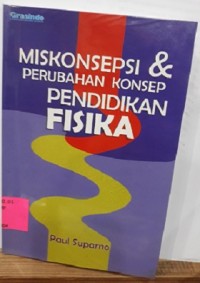 Grasindo
MISKONSEPSI &
PERUBAHAN KONSEP
PENDIDIKAN
FISIKA
Paul Suparno